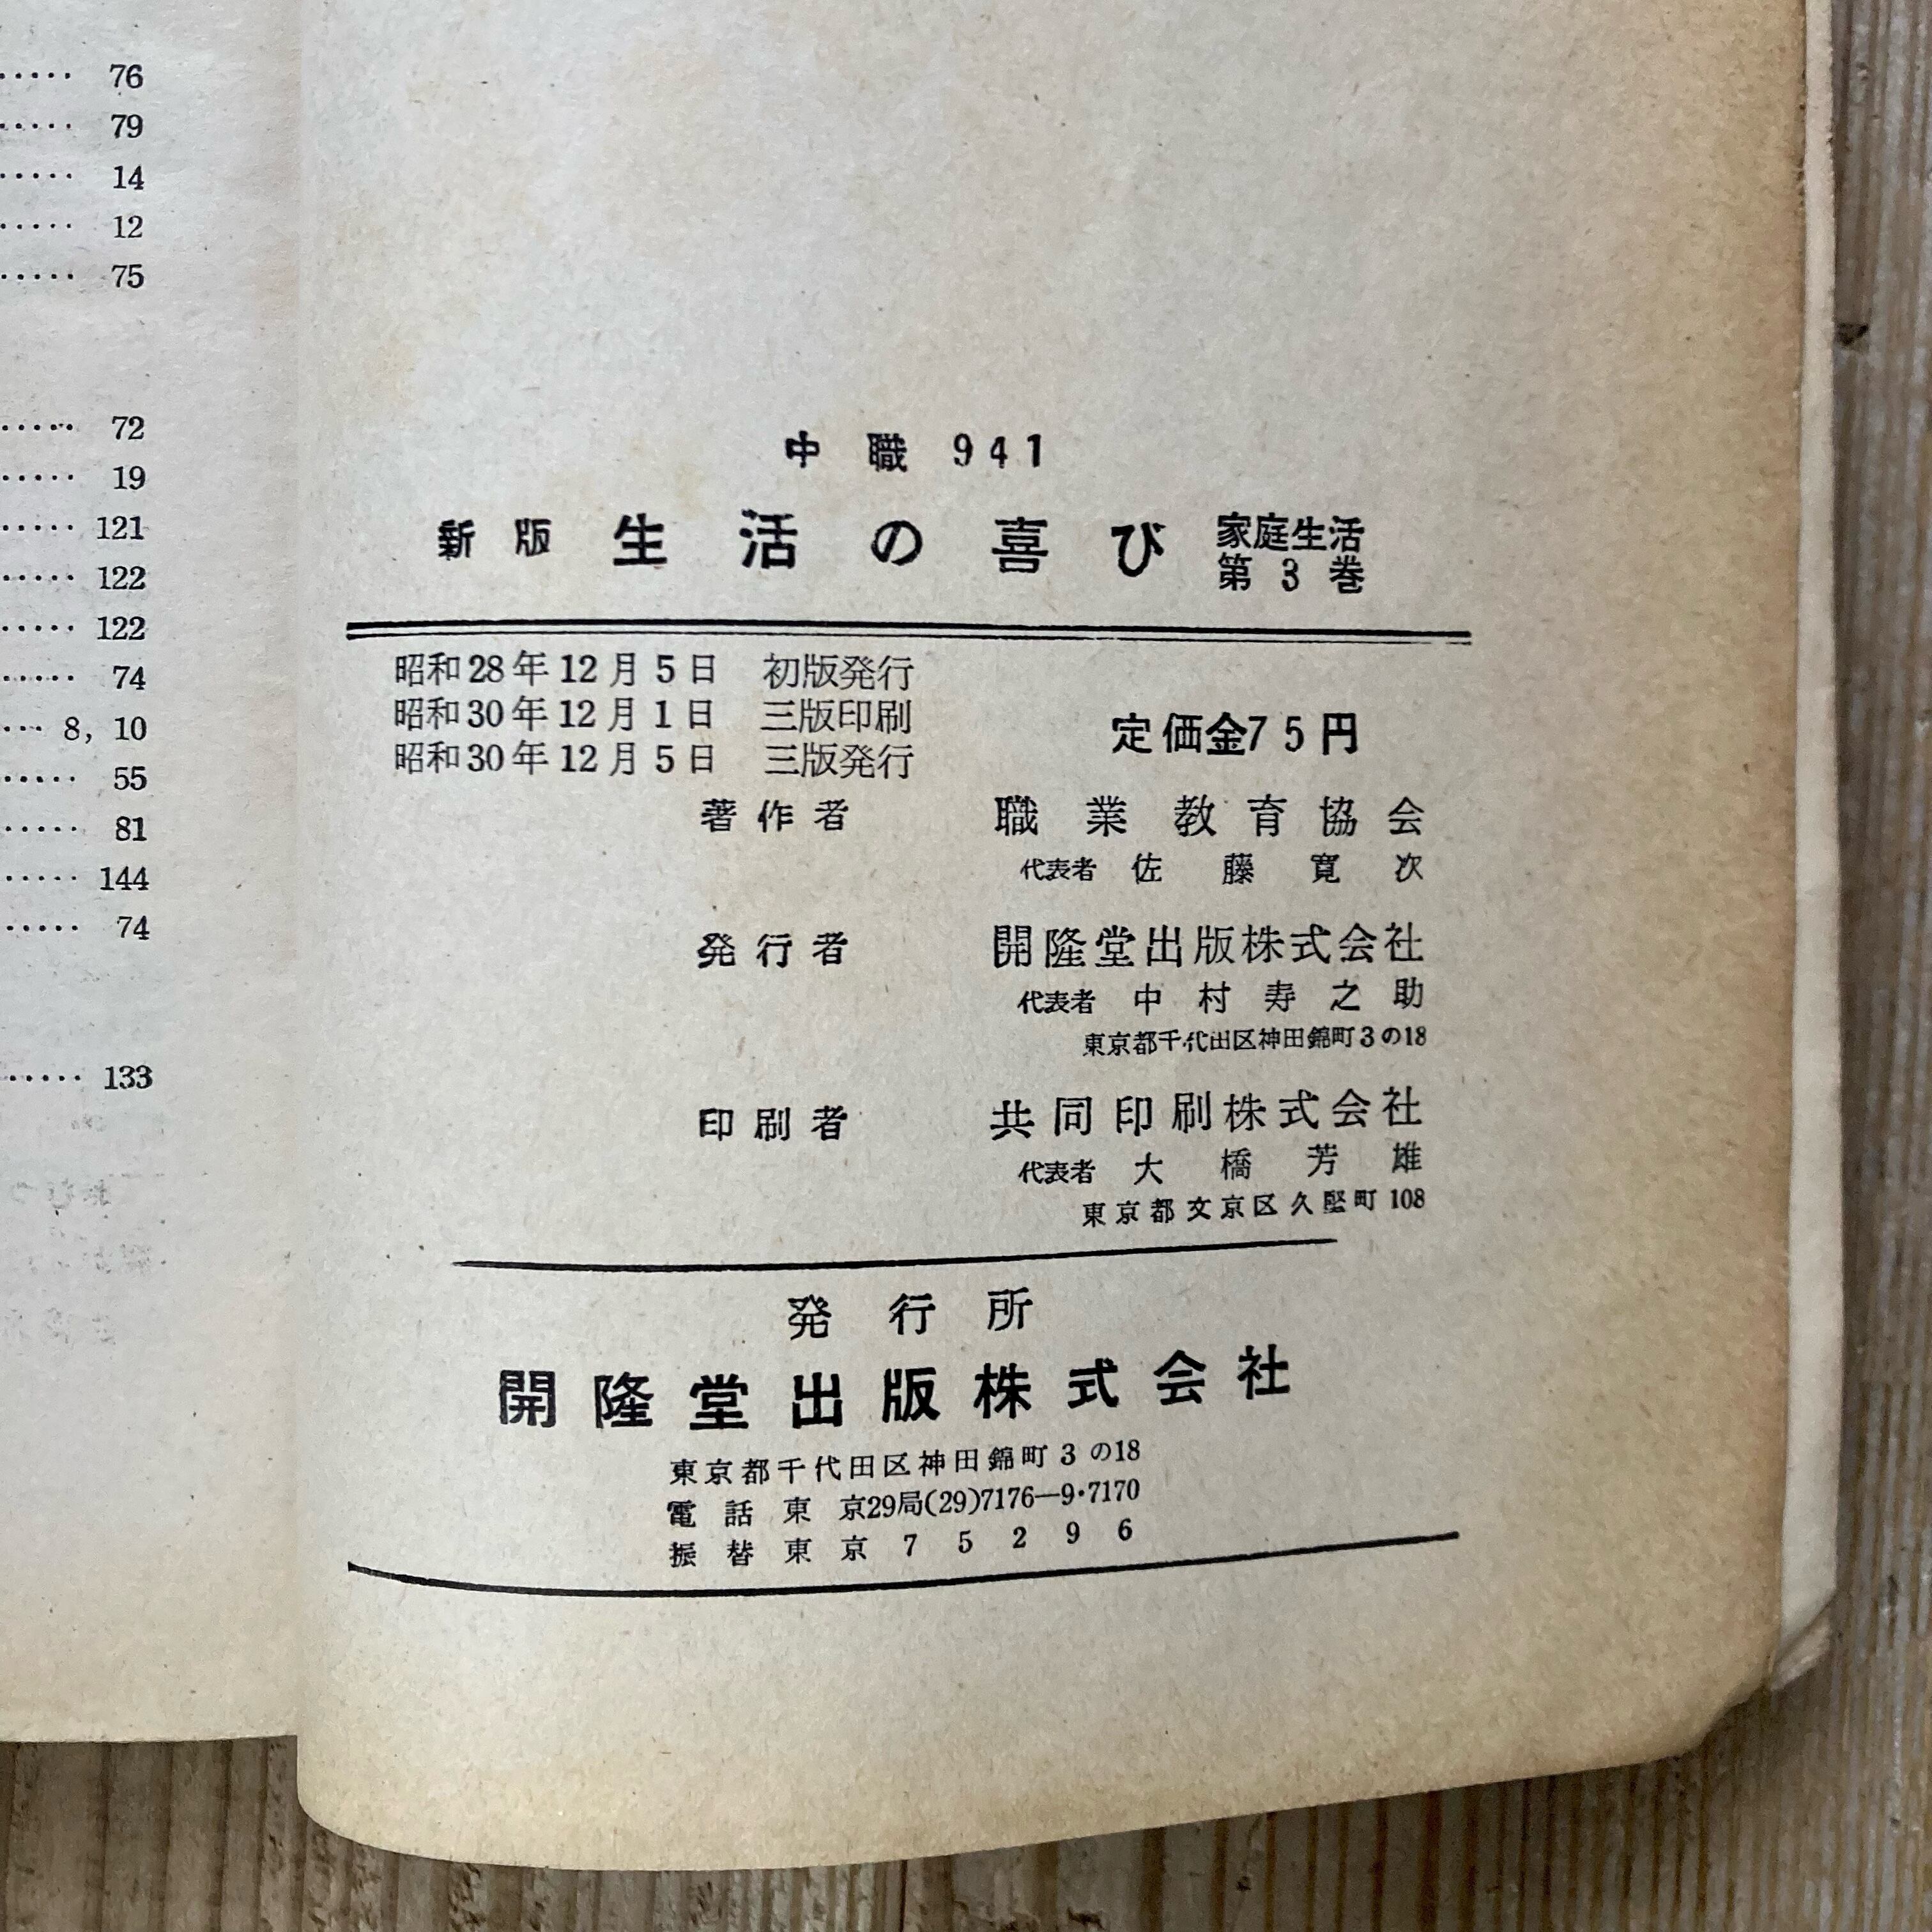 76
79
14
12
75
72
19
121
122
122
74
8, 10
55
81
144
74
133
中職941
新版 生活の喜び 家庭生活 第3巻
昭和28年12月5日 初版発行
昭和30年12月1日 三版印刷
昭和30年12月5日 三版発行
定価金75円
著作者 職業教育協会
代表者 佐藤寛次
発行者 開隆堂出版株式会社
代表者 中村寿之助
東京都千代田区神田錦町3の18
印刷者 共同印刷株式会社
代表者 大橋芳雄
東京都文京区久堅町108
発行所
開隆堂出版株式会社
東京都千代田区神田錦町3の18
電話東京29局(29)7176—9・7170
振替東京75296